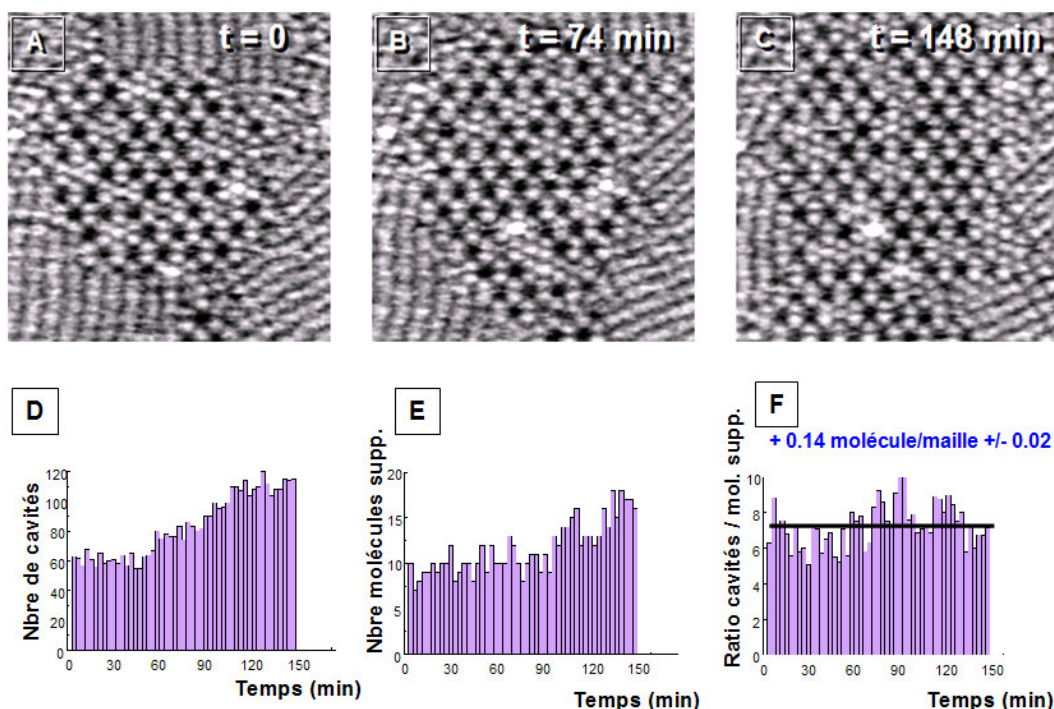 A
t = 0
B
t = 74 min
C
t = 148 min
D
Nbre de cavités
120
100
80
60
40
20
0
0 30 60 90 120 150
Temps (min)
E
Nbre molécules supp.
20
15
10
5
0
0 30 60 90 120 150
Temps (min)
F
+ 0.14 molécule/maille +/- 0.02
Ratio cavités / mol. supp.
10
8
6
4
2
0
0 30 60 90 120 150
Temps (min)